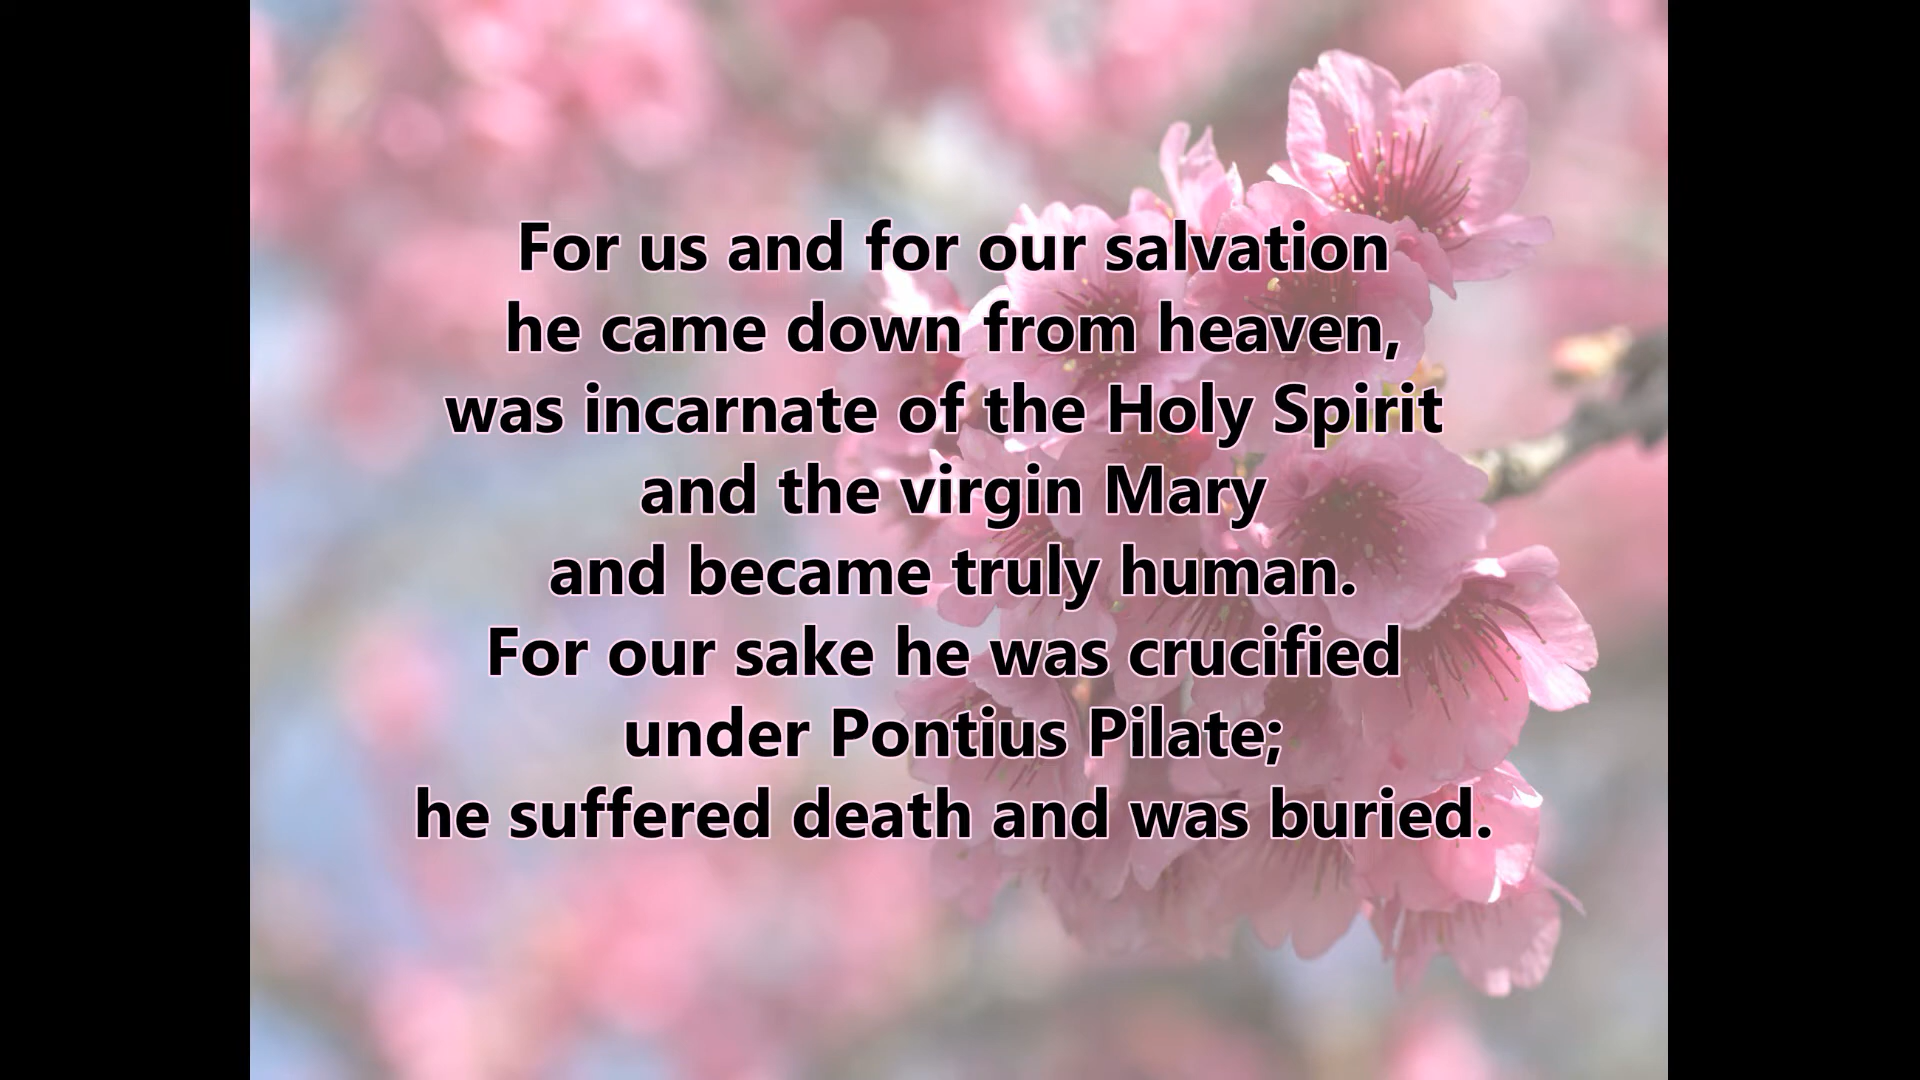 For us and for our salvation
he came down from heaven,
was incarnate of the Holy Spirit
and the virgin Mary
and became truly human.
For our sake he was crucified
under Pontius Pilate;
he suffered death and was buried.